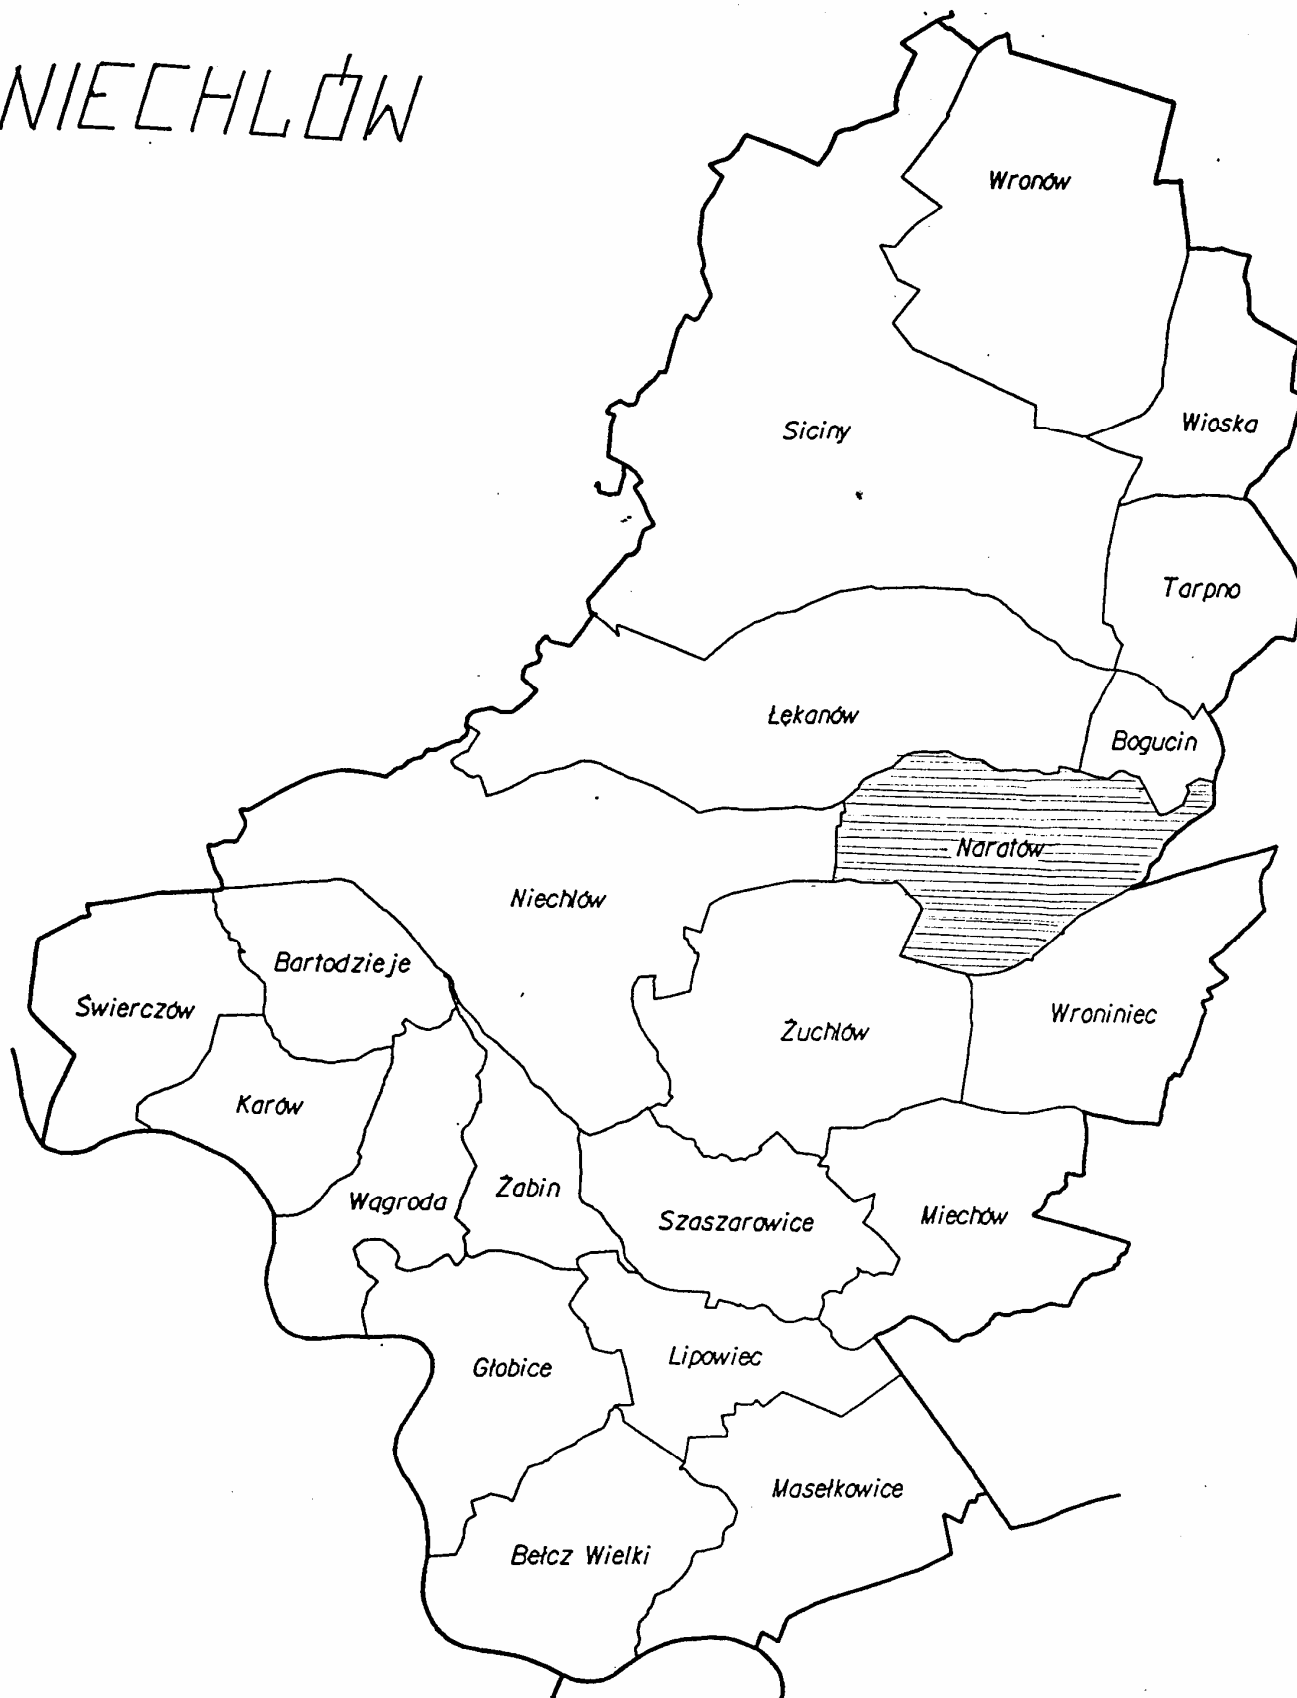 NIECHLÓW
Wronów
Siciny
Wioska
Tarpno
Łękanów
Bogucin
Naratów
Niechlów
Bartodzieje
Świerczów
Żuchlów
Wroniniec
Karów
Wągroda
Żabin
Szaszarowice
Miechów
Głobice
Lipowiec
Masełkowice
Bełcz Wielki